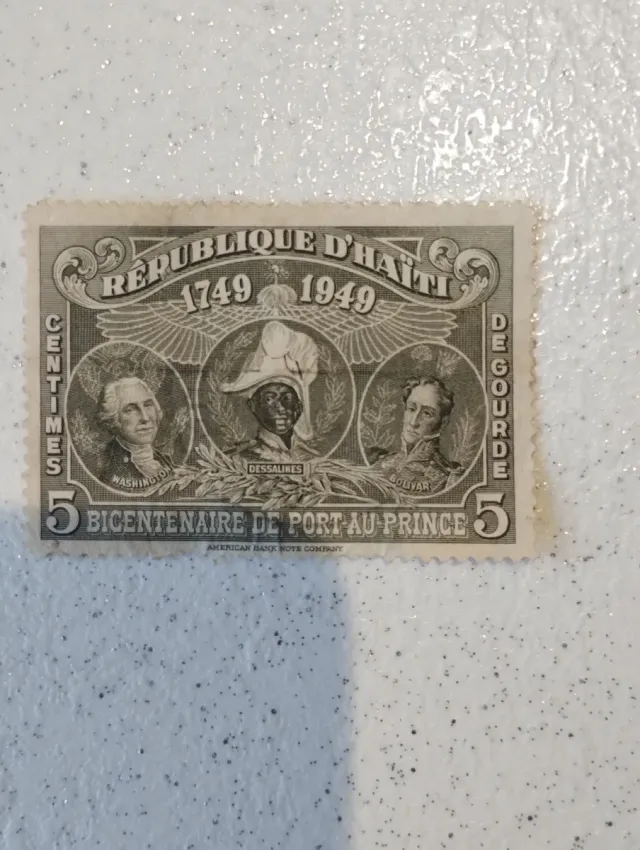 RÉPUBLIQUE D'HAÏTI
1749 1949
CENTIMES
DE GOURDE
WASHINGTON
DESSALINES
BOLIVAR
5 BICENTENAIRE DE PORT-AU-PRINCE 5
AMERICAN BANK NOTE COMPANY